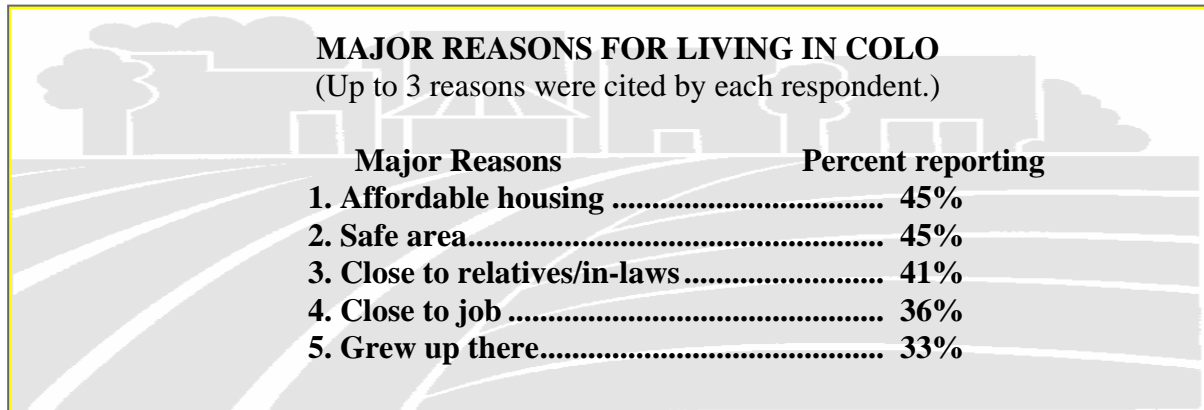 MAJOR REASONS FOR LIVING IN COLO
(Up to 3 reasons were cited by each respondent.)
Major Reasons Percent reporting
1. Affordable housing .................................. 45%
2. Safe area.................................................... 45%
3. Close to relatives/in-laws ......................... 41%
4. Close to job ............................................... 36%
5. Grew up there........................................... 33%